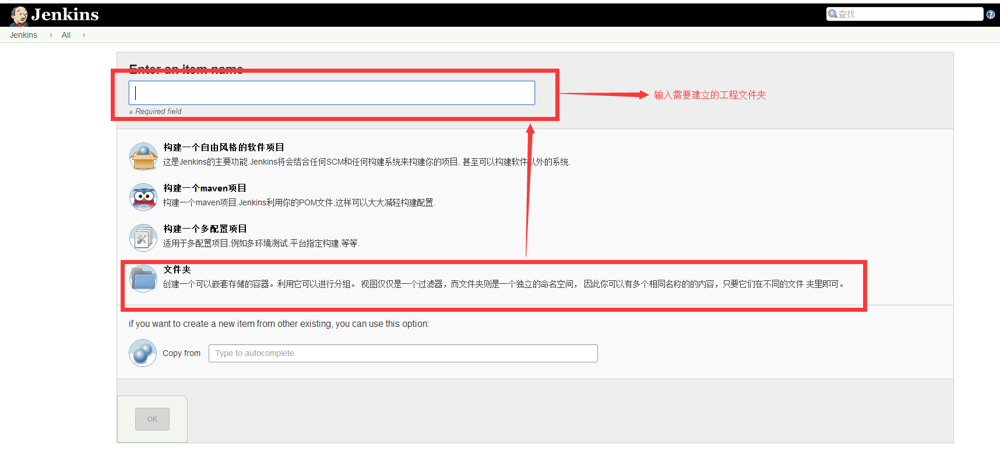 Jenkins
查找
Jenkins
All
Enter an item name
» Required field
输入需要建立的工程文件夹
构建一个自由风格的软件项目
这是Jenkins的主要功能.Jenkins将会结合任何SCM和任何构建系统来构建你的项目, 甚至可以构建软件以外的系统.
构建一个maven项目
构建一个maven项目.Jenkins利用你的POM文件,这样可以大大减轻构建配置.
构建一个多配置项目
适用于多配置项目,例如多环境测试,平台指定构建,等等.
文件夹
创建一个可以嵌套存储的容器。利用它可以进行分组。 视图仅仅是一个过滤器，而文件夹则是一个独立的命名空间， 因此你可以有多个相同名称的的内容，只要它们在不同的文件 夹里即可。
if you want to create a new item from other existing, you can use this option:
Copy from
Type to autocomplete
OK